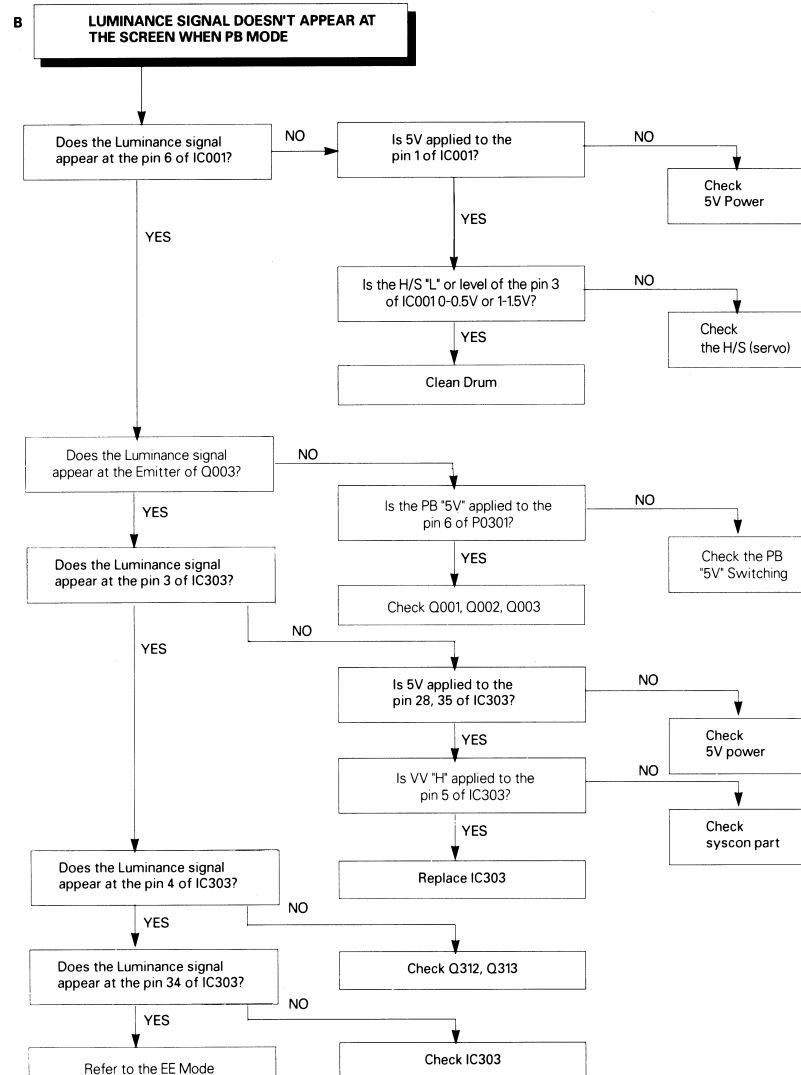 B
LUMINANCE SIGNAL DOESN'T APPEAR AT
THE SCREEN WHEN PB MODE
Does the Luminance signal
appear at the pin 6 of IC001?
NO
Is 5V applied to the
pin 1 of IC001?
NO
Check
5V Power
YES
YES
Is the H/S "L" or level of the pin 3
of IC001 0-0.5V or 1-1.5V?
NO
Check
the H/S (servo)
YES
Clean Drum
Does the Luminance signal
appear at the Emitter of Q003?
NO
Is the PB "5V" applied to the
pin 6 of P0301?
NO
Check the PB
"5V" Switching
YES
YES
Check Q001, Q002, Q003
Does the Luminance signal
appear at the pin 3 of IC303?
NO
YES
Is 5V applied to the
pin 28, 35 of IC303?
NO
Check
5V power
YES
Is VV "H" applied to the
pin 5 of IC303?
NO
Check
syscon part
YES
Replace IC303
Does the Luminance signal
appear at the pin 4 of IC303?
NO
YES
Check Q312, Q313
Does the Luminance signal
appear at the pin 34 of IC303?
NO
YES
Check IC303
Refer to the EE Mode